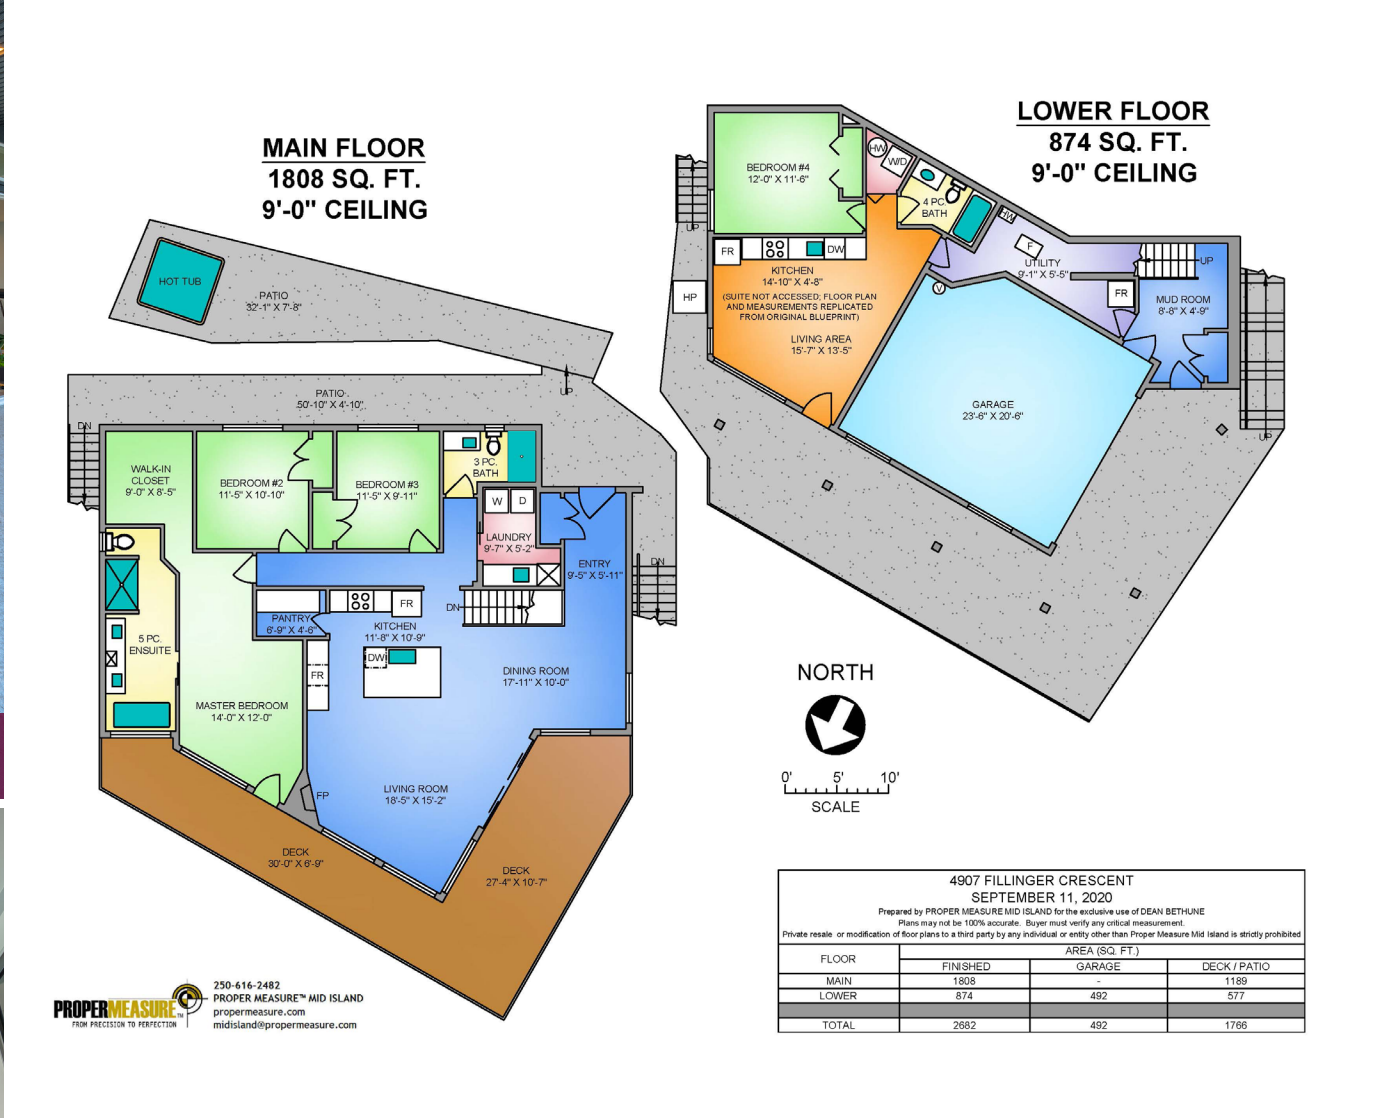 MAIN FLOOR
1808 SQ. FT.
9'-0" CEILING
HOT TUB
PATIO
32'-1" X 7'-8"
PATIO
50'-10" X 4'-10"
UP
DN
WALK-IN
CLOSET
9'-0" X 8'-5"
BEDROOM #2
11'-5" X 10'-10"
BEDROOM #3
11'-5" X 9'-11"
3 PC.
BATH
W
D
LAUNDRY
9'-7" X 5'-2"
ENTRY
9'-5" X 5'-11"
DN
PANTRY
6'-9" X 4'-6"
FR
KITCHEN
11'-8" X 10'-9"
DN
DW
FR
5 PC.
ENSUITE
DINING ROOM
17'-11" X 10'-0"
MASTER BEDROOM
14'-0" X 12'-0"
LIVING ROOM
18'-5" X 15'-2"
FP
DECK
30'-0" X 6'-9"
DECK
27'-4" X 10'-7"
LOWER FLOOR
874 SQ. FT.
9'-0" CEILING
BEDROOM #4
12'-0" X 11'-6"
HW
W/D
4 PC.
BATH
UP
FR
DW
KITCHEN
14'-10" X 4'-8"
(SUITE NOT ACCESSED; FLOOR PLAN
AND MEASUREMENTS REPLICATED
FROM ORIGINAL BLUEPRINT)
LIVING AREA
15'-7" X 13'-5"
HP
HW
F
UTILITY
9'-1" X 5'-5"
V
FR
UP
MUD ROOM
8'-8" X 4'-9"
GARAGE
23'-6" X 20'-6"
UP
NORTH
0' 5' 10'
SCALE
4907 FILLINGER CRESCENT
SEPTEMBER 11, 2020
Prepared by PROPER MEASURE MID ISLAND for the exclusive use of DEAN BETHUNE
Plans may not be 100% accurate. Buyer must verify any critical measurement.
Private resale or modification of floor plans to a third party by any individual or entity other than Proper Measure Mid Island is strictly prohibited
FLOOR AREA (SQ. FT.)
FINISHED GARAGE DECK / PATIO
MAIN 1808 - 1189
LOWER 874 492 577
TOTAL 2682 492 1766
PROPERMEASURE™
FROM PRECISION TO PERFECTION
250-616-2482
PROPER MEASURE™ MID ISLAND
propermeasure.com
midisland@propermeasure.com